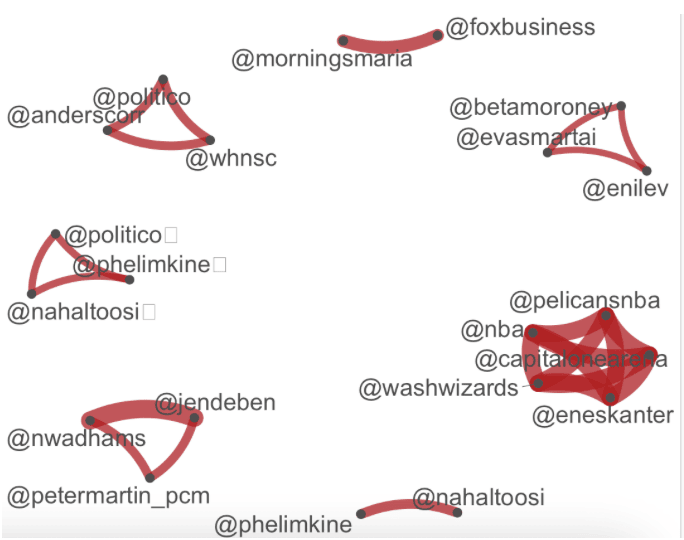 @foxbusiness
@morningsmaria
@politico
@anderscorr
@whnsc
@betamoroney
@evasmartai
@enilev
@politico▯
@phelimkine▯
@nahaltoosi▯
@pelicansnba
@nba
@capitalonearena
@washwizards
@eneskanter
@jendeben
@nwadhams
@petermartin_pcm
@nahaltoosi
@phelimkine